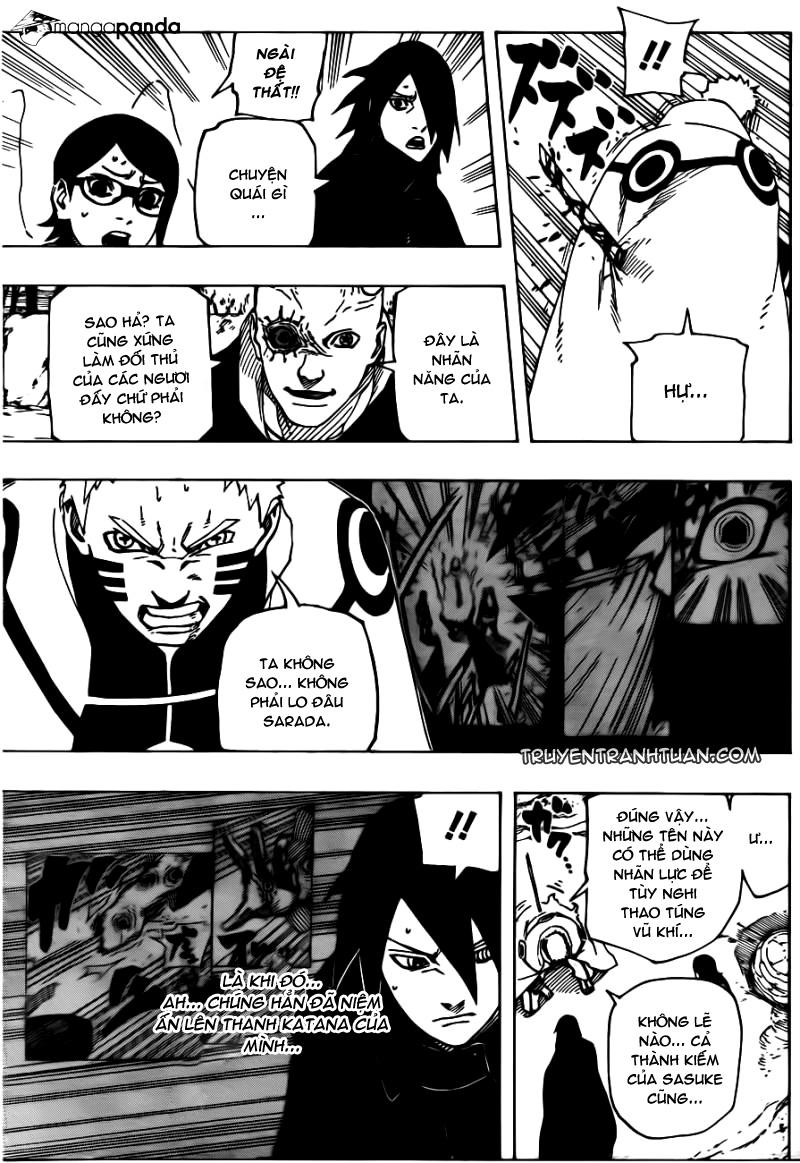 mangapanda
!!
ズズズ
HỰ...
NGÀI
ĐỆ
THẤT!!
CHUYỆN
QUÁI GÌ
...
ĐÂY LÀ
NHÃN
NĂNG CỦA
TA.
SAO HẢ? TA
CŨNG XỨNG
LÀM ĐỐI THỦ
CỦA CÁC NGƯƠI
ĐẤY CHỨ PHẢI
KHÔNG?
TA KHÔNG
SAO... KHÔNG
PHẢI LO ĐÂU
SARADA.
TRUYENTRANHTUAN.COM
Ư...
ĐÚNG VẬY...
NHỮNG TÊN NÀY
CÓ THỂ DÙNG
NHÃN LỰC ĐỂ
TÙY NGHI
THAO TÚNG
VŨ KHÍ...
KHÔNG LẼ
NÀO... CẢ
THÀNH KIẾM
CỦA SASUKE
CŨNG...
!!
LÀ KHI ĐÓ...
AH... CHÚNG HẮN ĐÃ NIỆM
ẤN LÊN THANH KATANA CỦA
MÌNH...